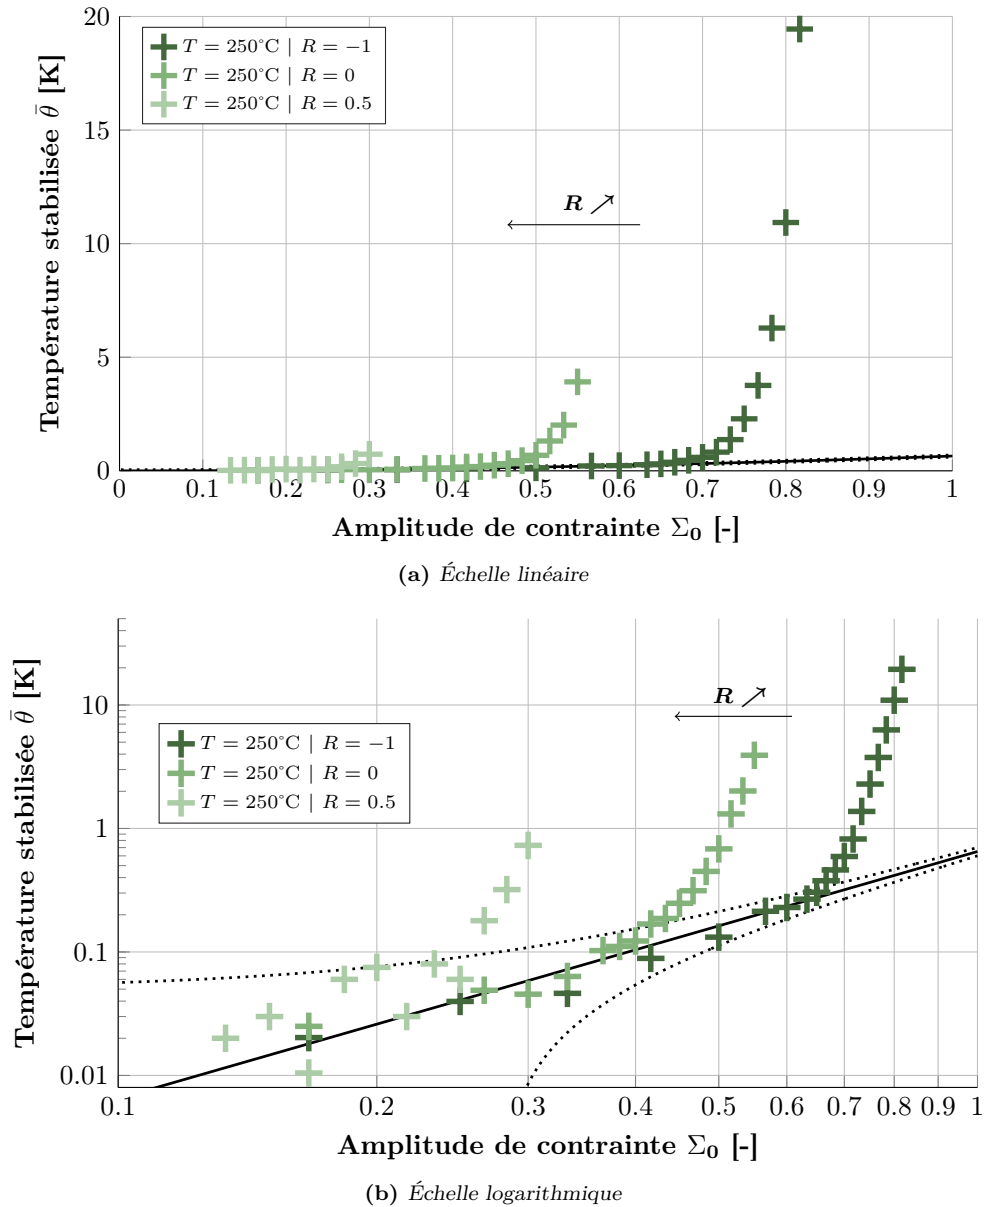 20
15
10
5
0
Température stabilisée θ̄ [K]
T = 250°C | R = −1
T = 250°C | R = 0
T = 250°C | R = 0.5
R ↗
0 0.1 0.2 0.3 0.4 0.5 0.6 0.7 0.8 0.9 1
Amplitude de contrainte Σ₀ [-]
(a) Échelle linéaire
10
1
0.1
0.01
Température stabilisée θ̄ [K]
R ↗
T = 250°C | R = −1
T = 250°C | R = 0
T = 250°C | R = 0.5
0.1 0.2 0.3 0.4 0.5 0.6 0.7 0.8 0.9 1
Amplitude de contrainte Σ₀ [-]
(b) Échelle logarithmique